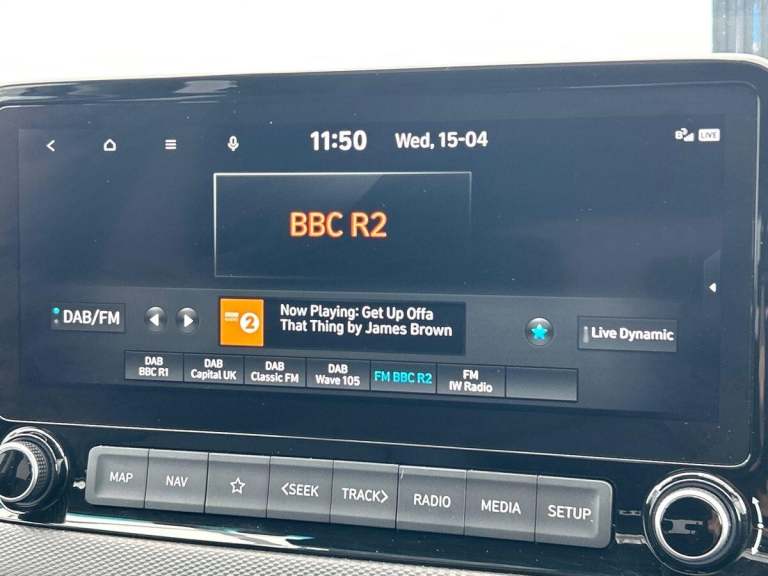 11:50 Wed, 15-04 LIVE
BBC R2
DAB/FM
2
Now Playing: Get Up Offa
That Thing by James Brown
Live Dynamic
DAB
BBC R1
DAB
Capital UK
DAB
Classic FM
DAB
Wave 105
FM BBC R2
FM
IW Radio
MAP NAV <SEEK TRACK> RADIO MEDIA SETUP